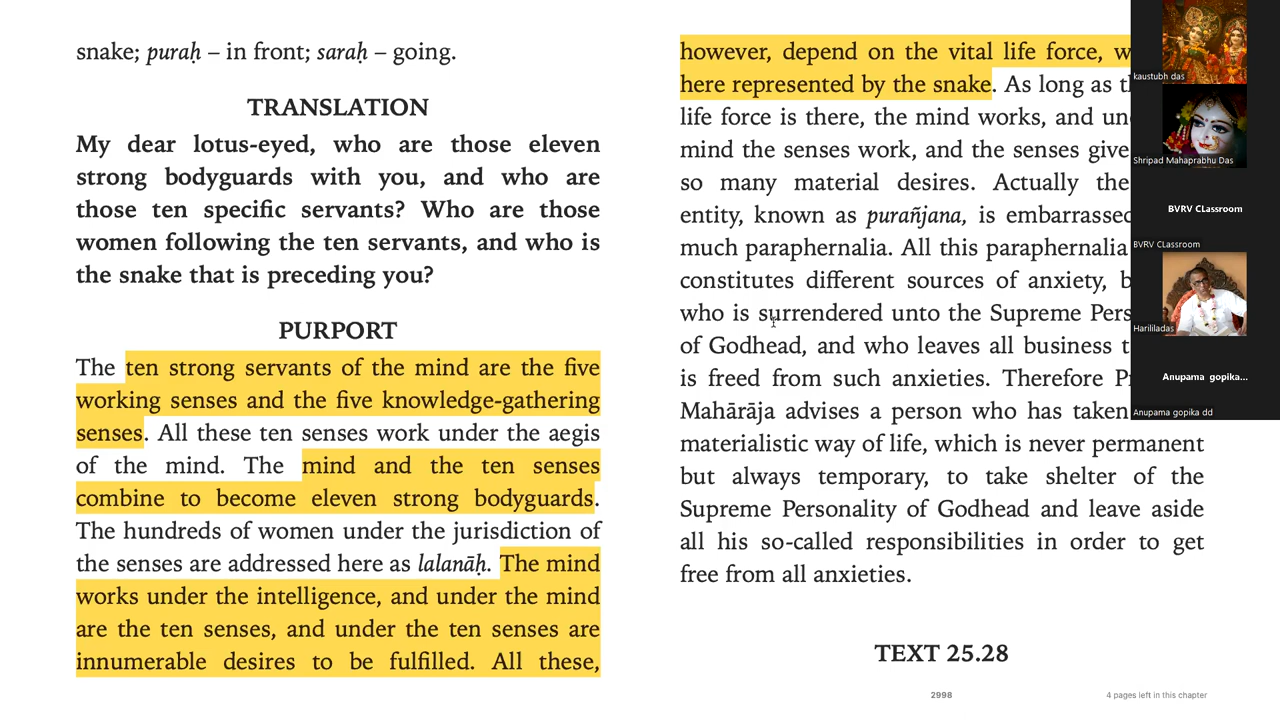 snake; puraḥ – in front; saraḥ – going.
TRANSLATION
My dear lotus-eyed, who are those eleven
strong bodyguards with you, and who are
those ten specific servants? Who are those
women following the ten servants, and who is
the snake that is preceding you?
PURPORT
The ten strong servants of the mind are the five
working senses and the five knowledge-gathering
senses. All these ten senses work under the aegis
of the mind. The mind and the ten senses
combine to become eleven strong bodyguards.
The hundreds of women under the jurisdiction of
the senses are addressed here as lalanāḥ. The mind
works under the intelligence, and under the mind
are the ten senses, and under the ten senses are
innumerable desires to be fulfilled. All these,
however, depend on the vital life force,
here represented by the snake. As long as
life force is there, the mind works, and
mind the senses work, and the senses give
so many material desires. Actually the
entity, known as purañjana, is embarrassed
much paraphernalia. All this paraphernalia
constitutes different sources of anxiety,
who is surrendered unto the Supreme
of Godhead, and who leaves all business
is freed from such anxieties. Therefore
Mahārāja advises a person who has taken
materialistic way of life, which is never permanent
but always temporary, to take shelter of the
Supreme Personality of Godhead and leave aside
all his so-called responsibilities in order to get
free from all anxieties.
TEXT 25.28
2998
4 pages left in this chapter
kaustubh das
Shripad Mahaprabhu Das
BVRV CLassroom
BVRV CLassroom
Harililadas
Anupama gopika...
Anupama gopika dd